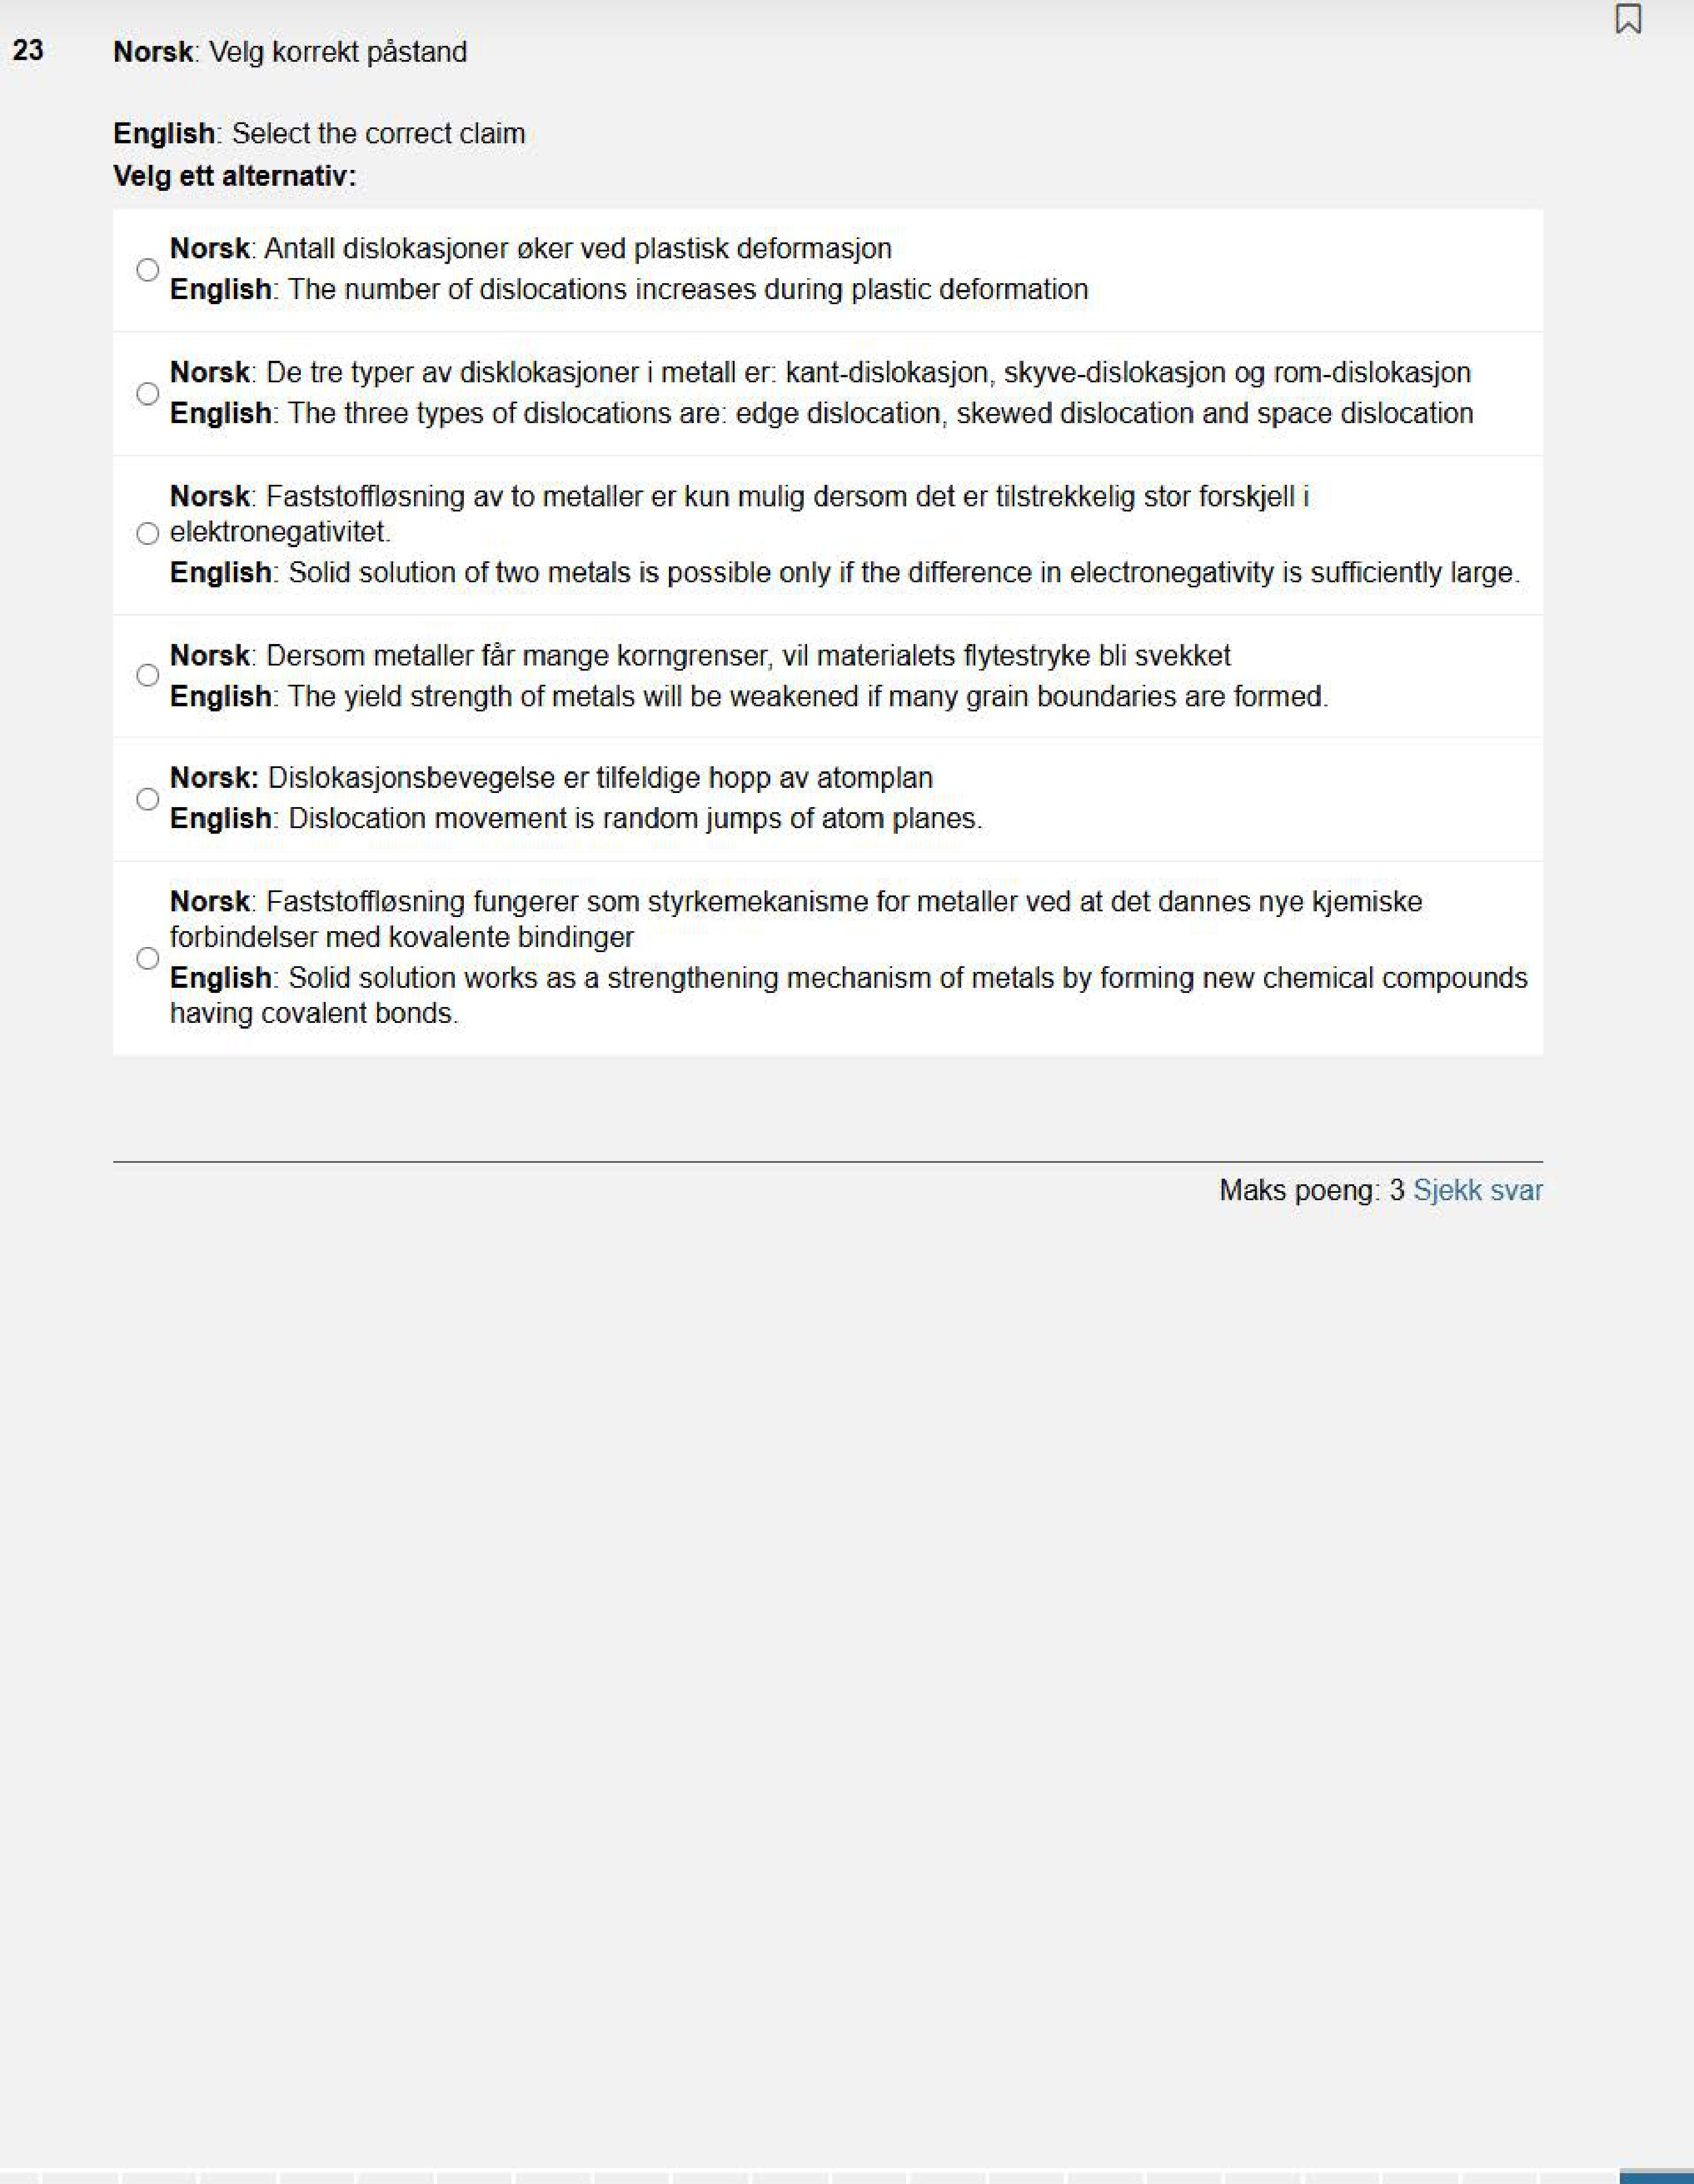 23 Norsk: Velg korrekt påstand
English: Select the correct claim
Velg ett alternativ:
Norsk: Antall dislokasjoner øker ved plastisk deformasjon
English: The number of dislocations increases during plastic deformation
Norsk: De tre typer av disklokasjoner i metall er: kant-dislokasjon, skyve-dislokasjon og rom-dislokasjon
English: The three types of dislocations are: edge dislocation, skewed dislocation and space dislocation
Norsk: Faststoffløsning av to metaller er kun mulig dersom det er tilstrekkelig stor forskjell i
elektronegativitet.
English: Solid solution of two metals is possible only if the difference in electronegativity is sufficiently large.
Norsk: Dersom metaller får mange korngrenser, vil materialets flytestryke bli svekket
English: The yield strength of metals will be weakened if many grain boundaries are formed.
Norsk: Dislokasjonsbevegelse er tilfeldige hopp av atomplan
English: Dislocation movement is random jumps of atom planes.
Norsk: Faststoffløsning fungerer som styrkemekanisme for metaller ved at det dannes nye kjemiske
forbindelser med kovalente bindinger
English: Solid solution works as a strengthening mechanism of metals by forming new chemical compounds
having covalent bonds.
Maks poeng: 3 Sjekk svar